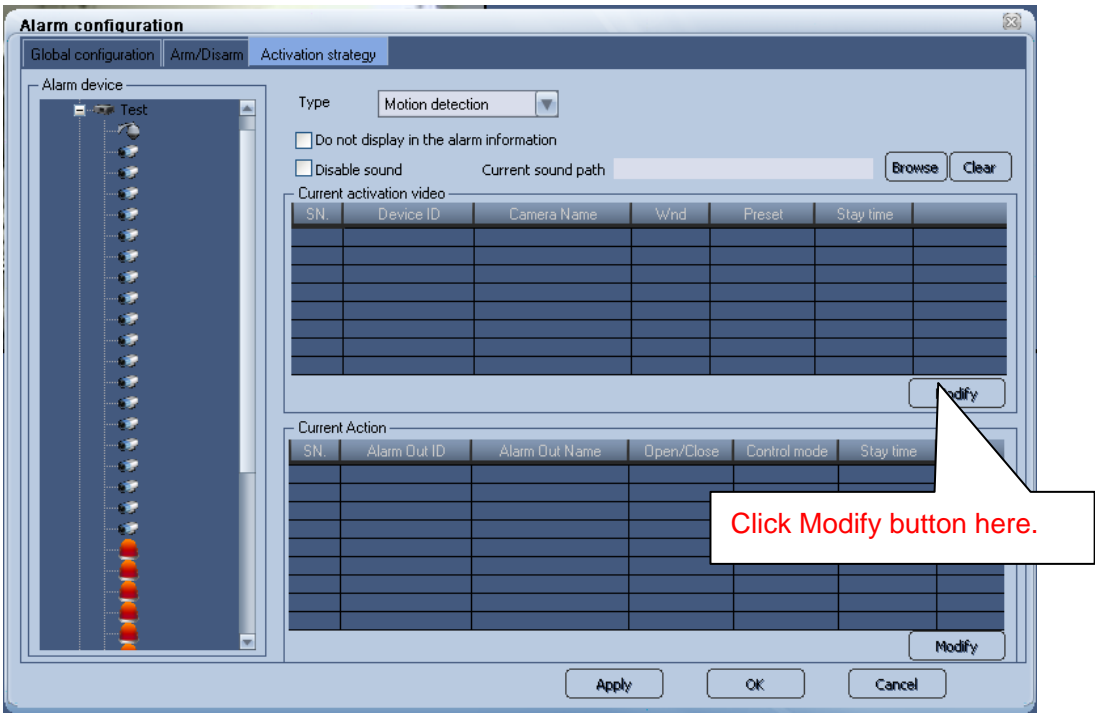 Alarm configuration
Global configuration Arm/Disarm Activation strategy
Alarm device
Test
Type Motion detection
Do not display in the alarm information
Disable sound Current sound path Browse Clear
Current activation video
SN. Device ID Camera Name Wnd Preset Stay time
Modify
Current Action
SN. Alarm Out ID Alarm Out Name Open/Close Control mode Stay time
Click Modify button here.
Modify
Apply OK Cancel